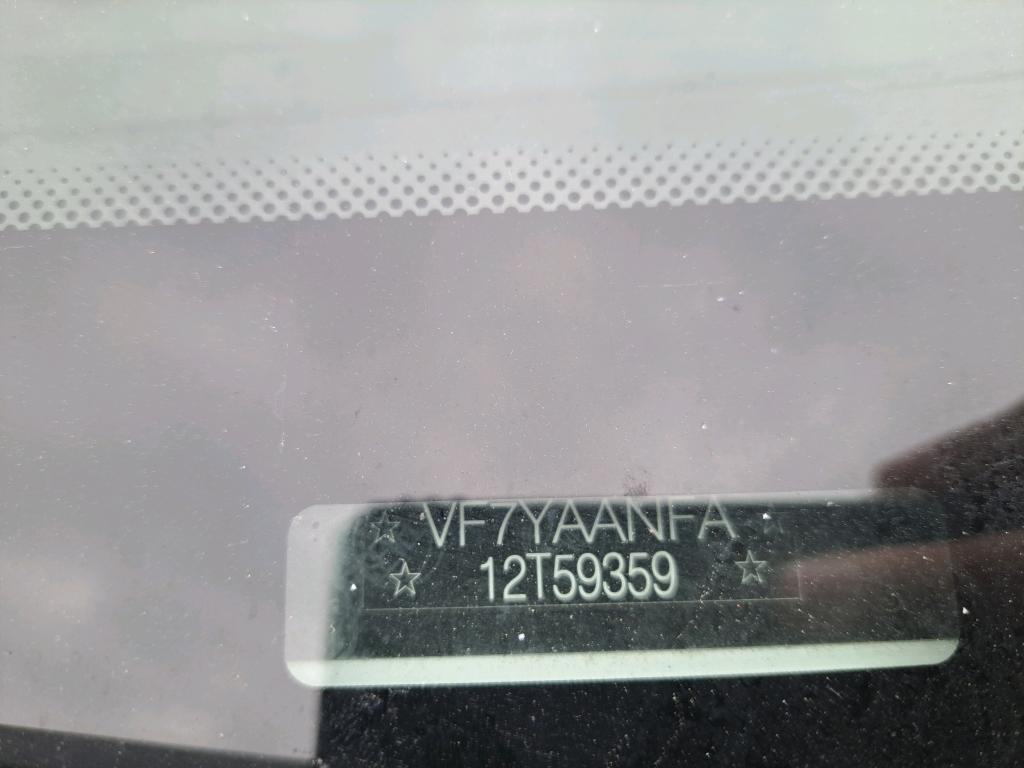 ☆ VF7YAANFA ☆
☆ 12T59359 ☆